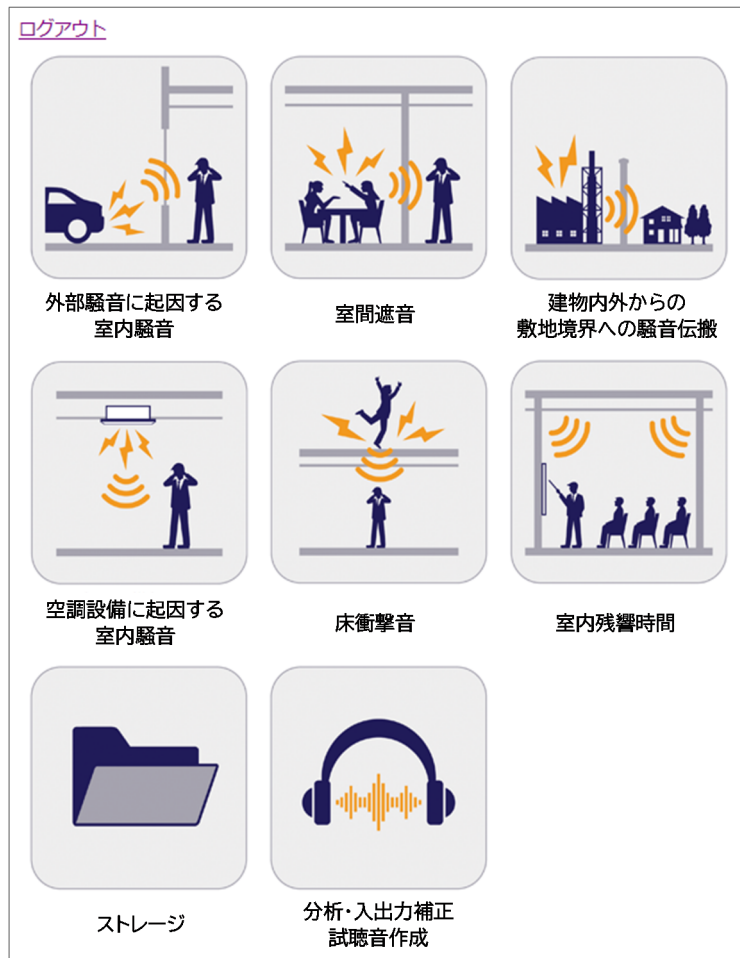 ログアウト
外部騒音に起因する
室内騒音
室間遮音
建物内外からの
敷地境界への騒音伝搬
空調設備に起因する
室内騒音
床衝撃音
室内残響時間
ストレージ
分析・入出力補正
試聴音作成